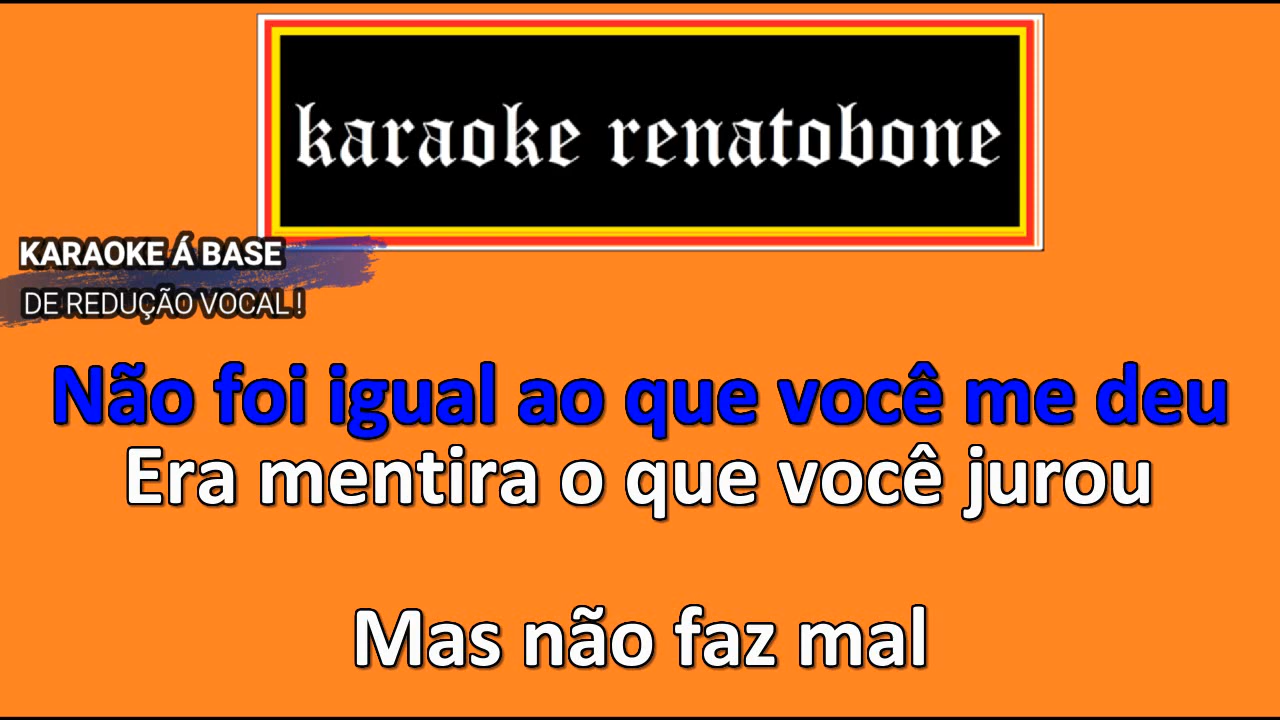 karaoke renatobone
KARAOKE Á BASE
DE REDUÇÃO VOCAL !
Não foi igual ao que você me deu
Era mentira o que você jurou
Mas não faz mal